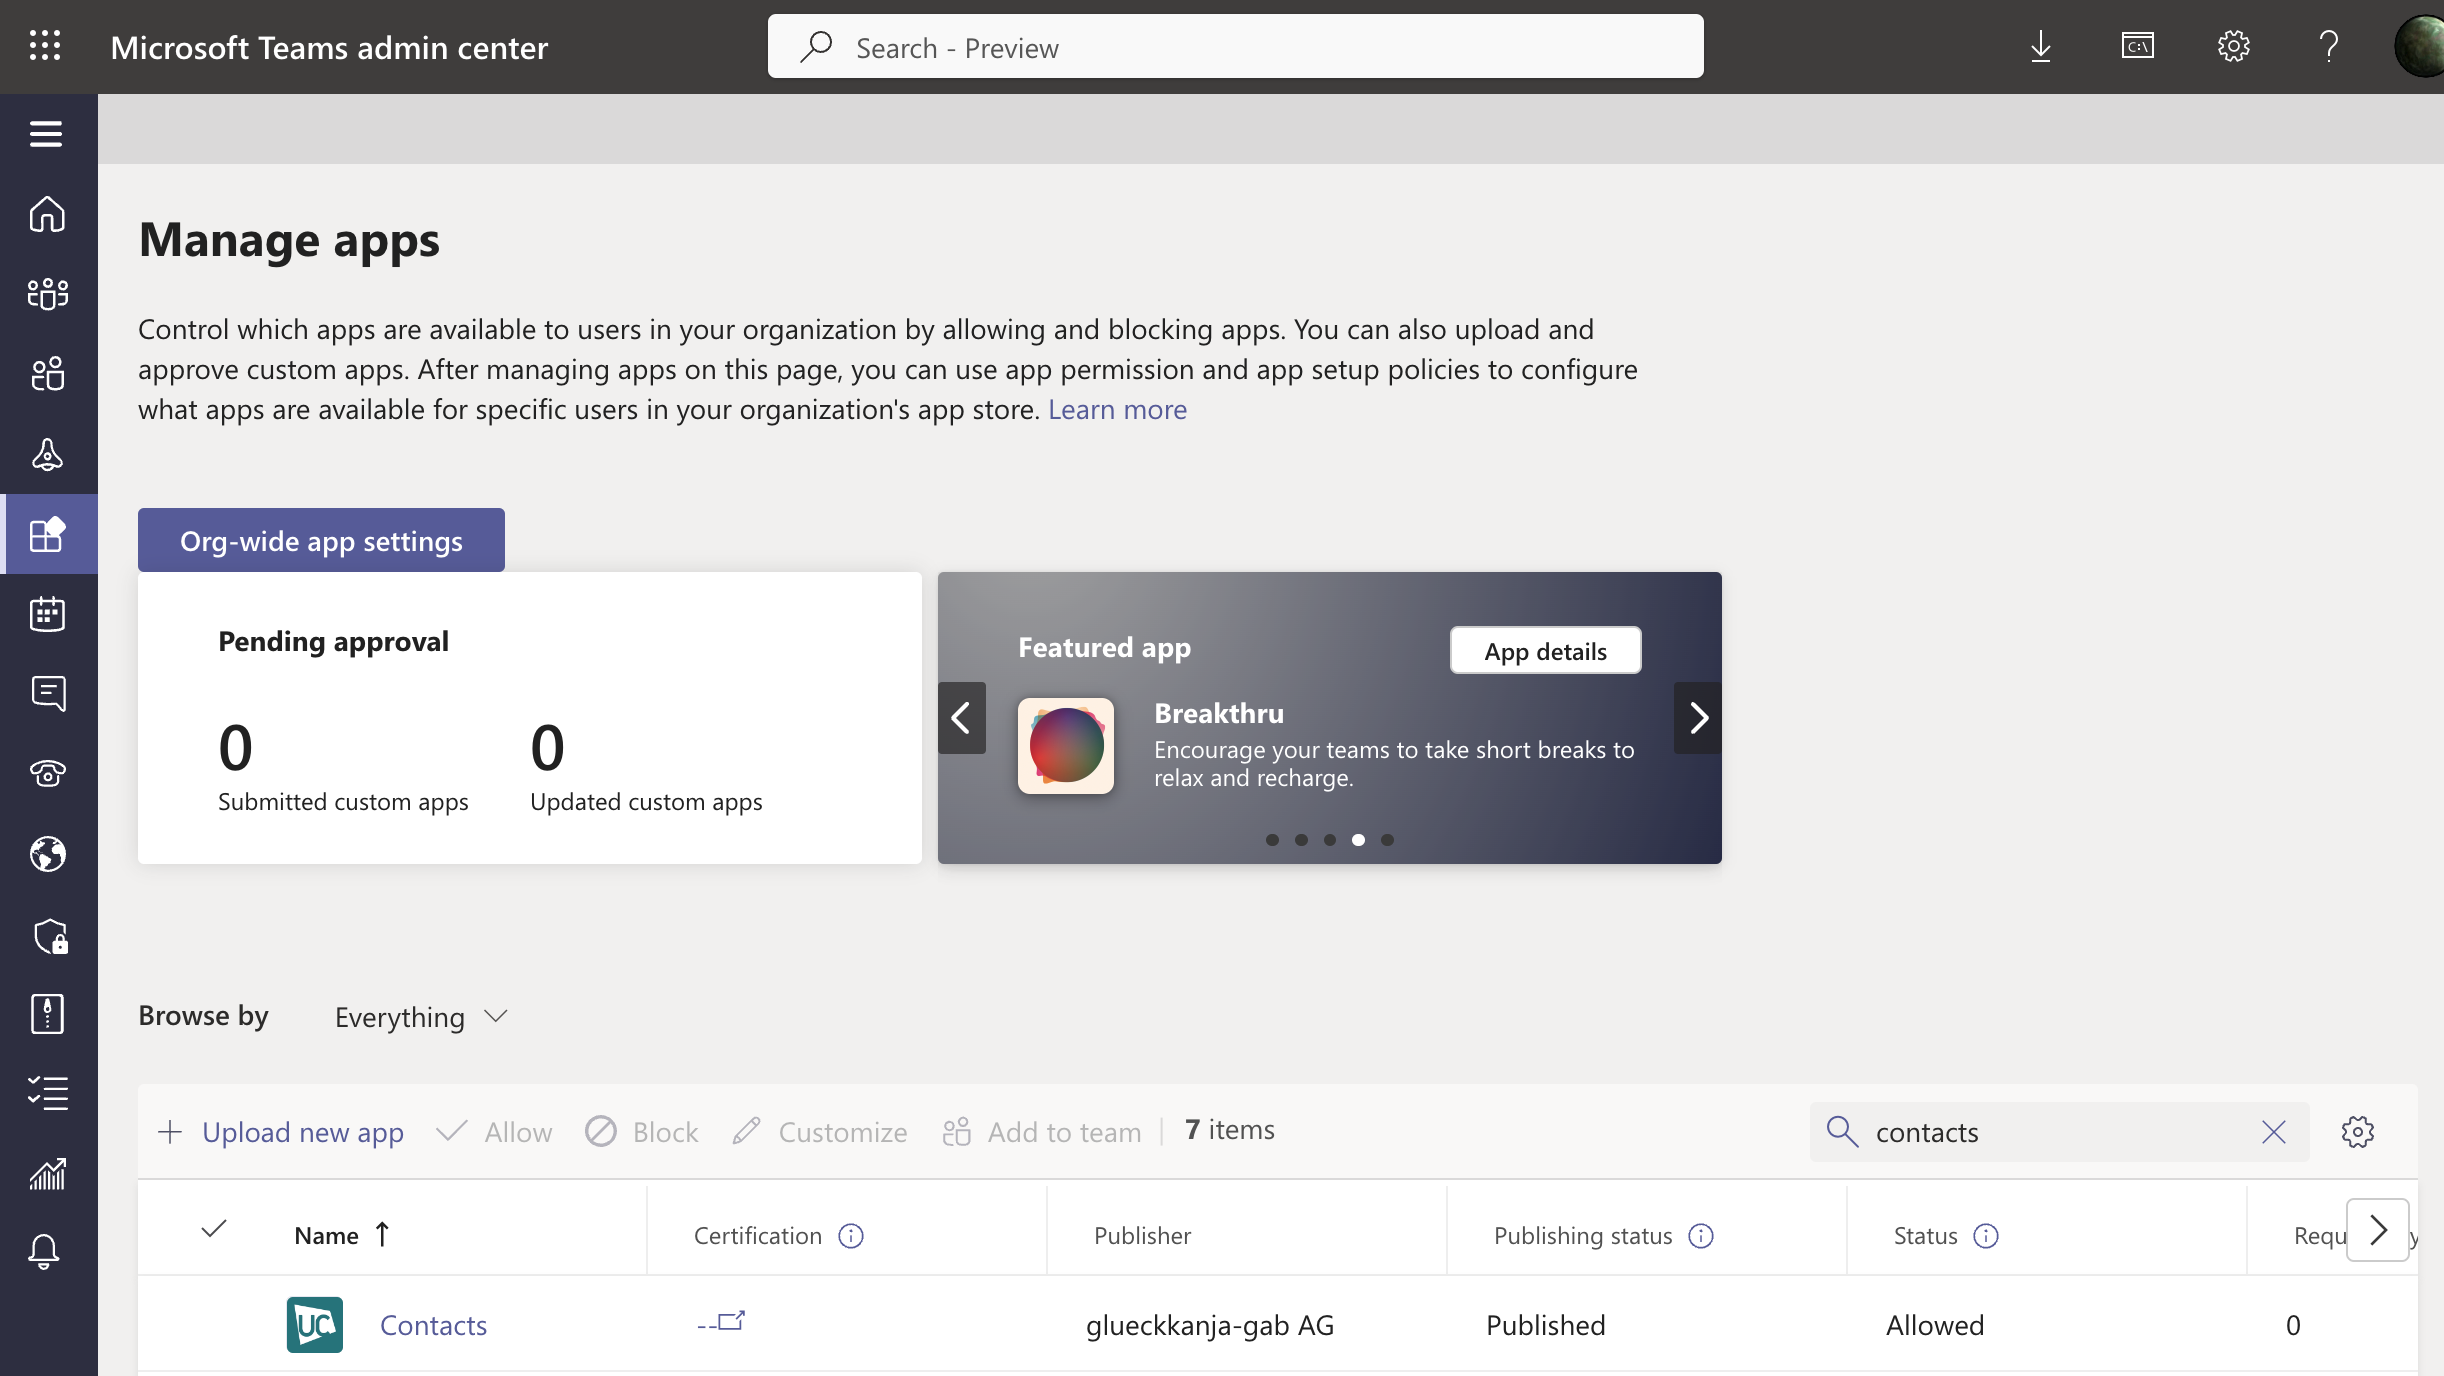 Microsoft Teams admin center
Search - Preview
C:\
Manage apps
Control which apps are available to users in your organization by allowing and blocking apps. You can also upload and
approve custom apps. After managing apps on this page, you can use app permission and app setup policies to configure
what apps are available for specific users in your organization's app store. Learn more
Org-wide app settings
Pending approval
0
0
Submitted custom apps
Updated custom apps
Featured app
App details
Breakthru
Encourage your teams to take short breaks to
relax and recharge.
Browse by
Everything
Upload new app
Allow
Block
Customize
Add to team
7 items
contacts
Name
Certification
Publisher
Publishing status
Status
UC
Contacts
--
glueckkanja-gab AG
Published
Allowed
0